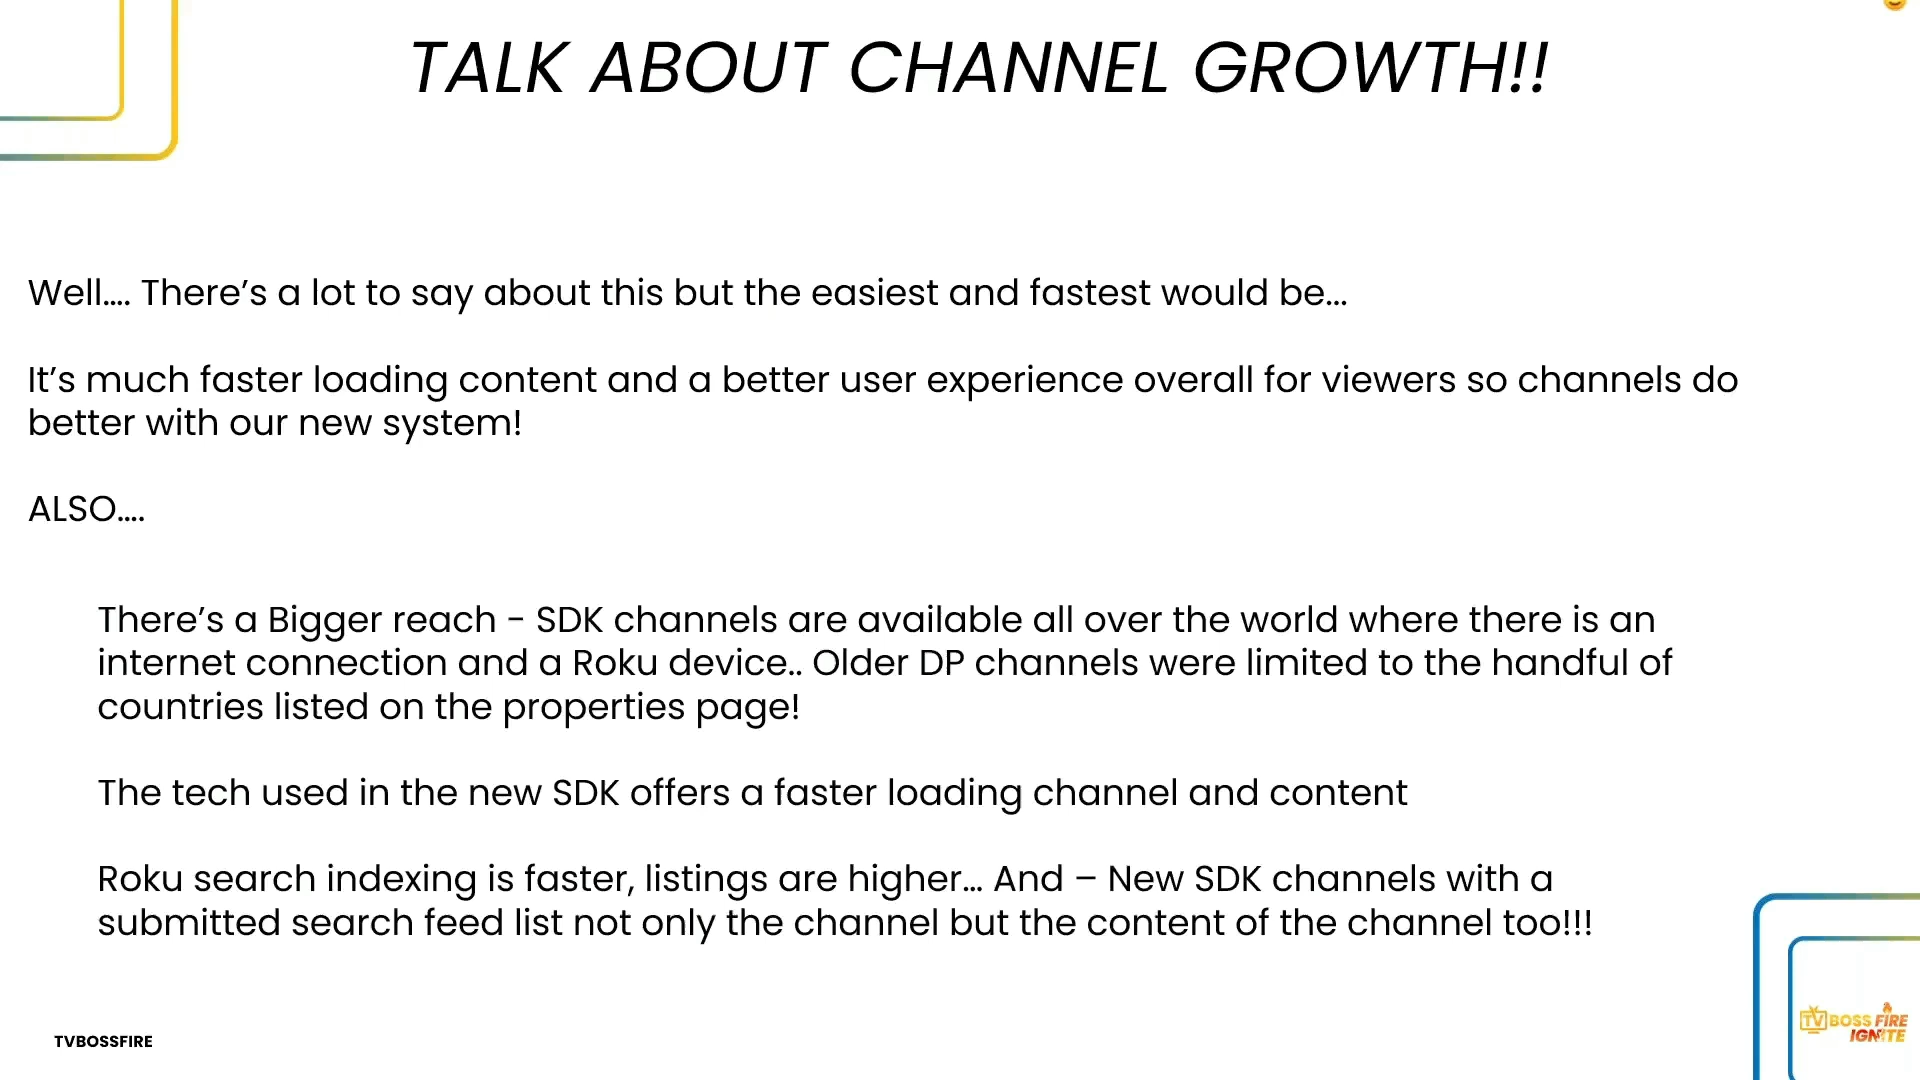 TALK ABOUT CHANNEL GROWTH!!
Well.... There’s a lot to say about this but the easiest and fastest would be...
It’s much faster loading content and a better user experience overall for viewers so channels do
better with our new system!
ALSO....
There’s a Bigger reach - SDK channels are available all over the world where there is an
internet connection and a Roku device.. Older DP channels were limited to the handful of
countries listed on the properties page!
The tech used in the new SDK offers a faster loading channel and content
Roku search indexing is faster, listings are higher... And – New SDK channels with a
submitted search feed list not only the channel but the content of the channel too!!!
TVBOSSFIRE
TV BOSS FIRE
IGNITE